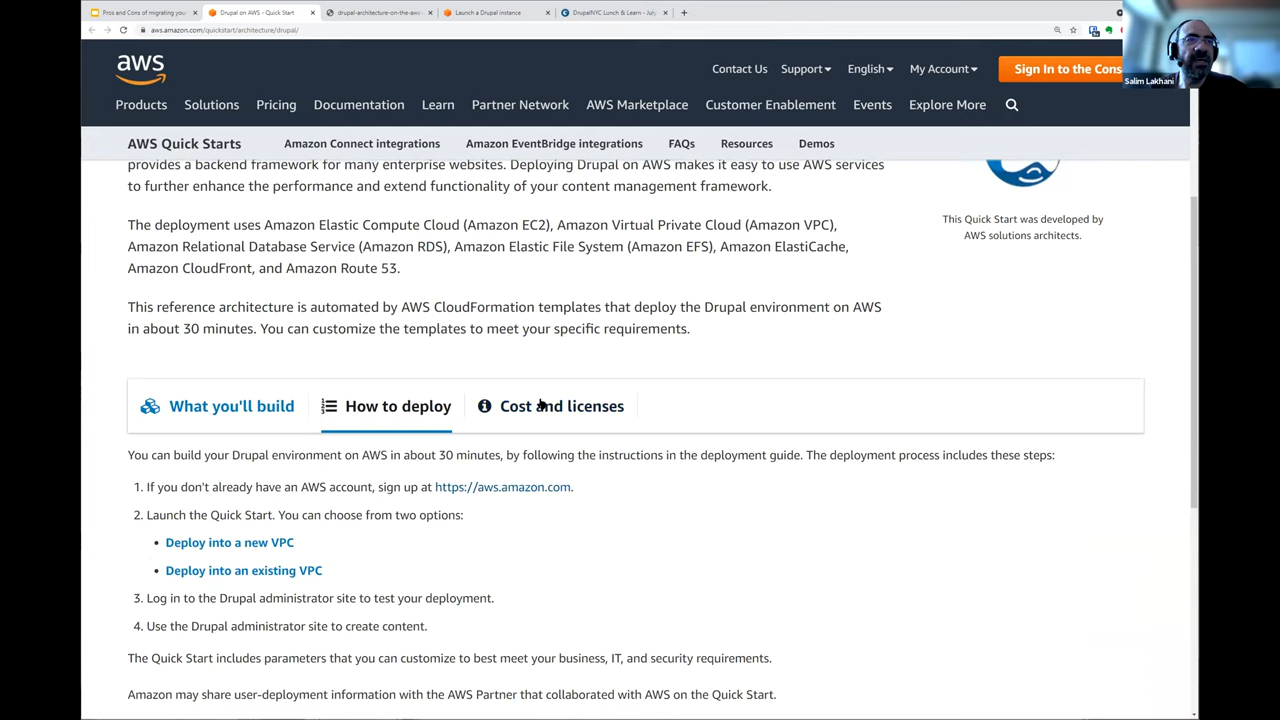 Pros and Cons of migrating your
Drupal on AWS - Quick Start
drupal-architecture-on-the-aws
Launch a Drupal instance
DrupalNYC Lunch & Learn - July
aws.amazon.com/quickstart/architecture/drupal/
aws
Contact Us
Support
English
My Account
Sign In to the Cons
Salim Lakhani
Products
Solutions
Pricing
Documentation
Learn
Partner Network
AWS Marketplace
Customer Enablement
Events
Explore More
AWS Quick Starts
Amazon Connect integrations
Amazon EventBridge integrations
FAQs
Resources
Demos
provides a backend framework for many enterprise websites. Deploying Drupal on AWS makes it easy to use AWS services
to further enhance the performance and extend functionality of your content management framework.
This Quick Start was developed by
AWS solutions architects.
The deployment uses Amazon Elastic Compute Cloud (Amazon EC2), Amazon Virtual Private Cloud (Amazon VPC),
Amazon Relational Database Service (Amazon RDS), Amazon Elastic File System (Amazon EFS), Amazon ElastiCache,
Amazon CloudFront, and Amazon Route 53.
This reference architecture is automated by AWS CloudFormation templates that deploy the Drupal environment on AWS
in about 30 minutes. You can customize the templates to meet your specific requirements.
What you'll build
How to deploy
Cost and licenses
You can build your Drupal environment on AWS in about 30 minutes, by following the instructions in the deployment guide. The deployment process includes these steps:
1. If you don't already have an AWS account, sign up at https://aws.amazon.com.
2. Launch the Quick Start. You can choose from two options:
• Deploy into a new VPC
• Deploy into an existing VPC
3. Log in to the Drupal administrator site to test your deployment.
4. Use the Drupal administrator site to create content.
The Quick Start includes parameters that you can customize to best meet your business, IT, and security requirements.
Amazon may share user-deployment information with the AWS Partner that collaborated with AWS on the Quick Start.